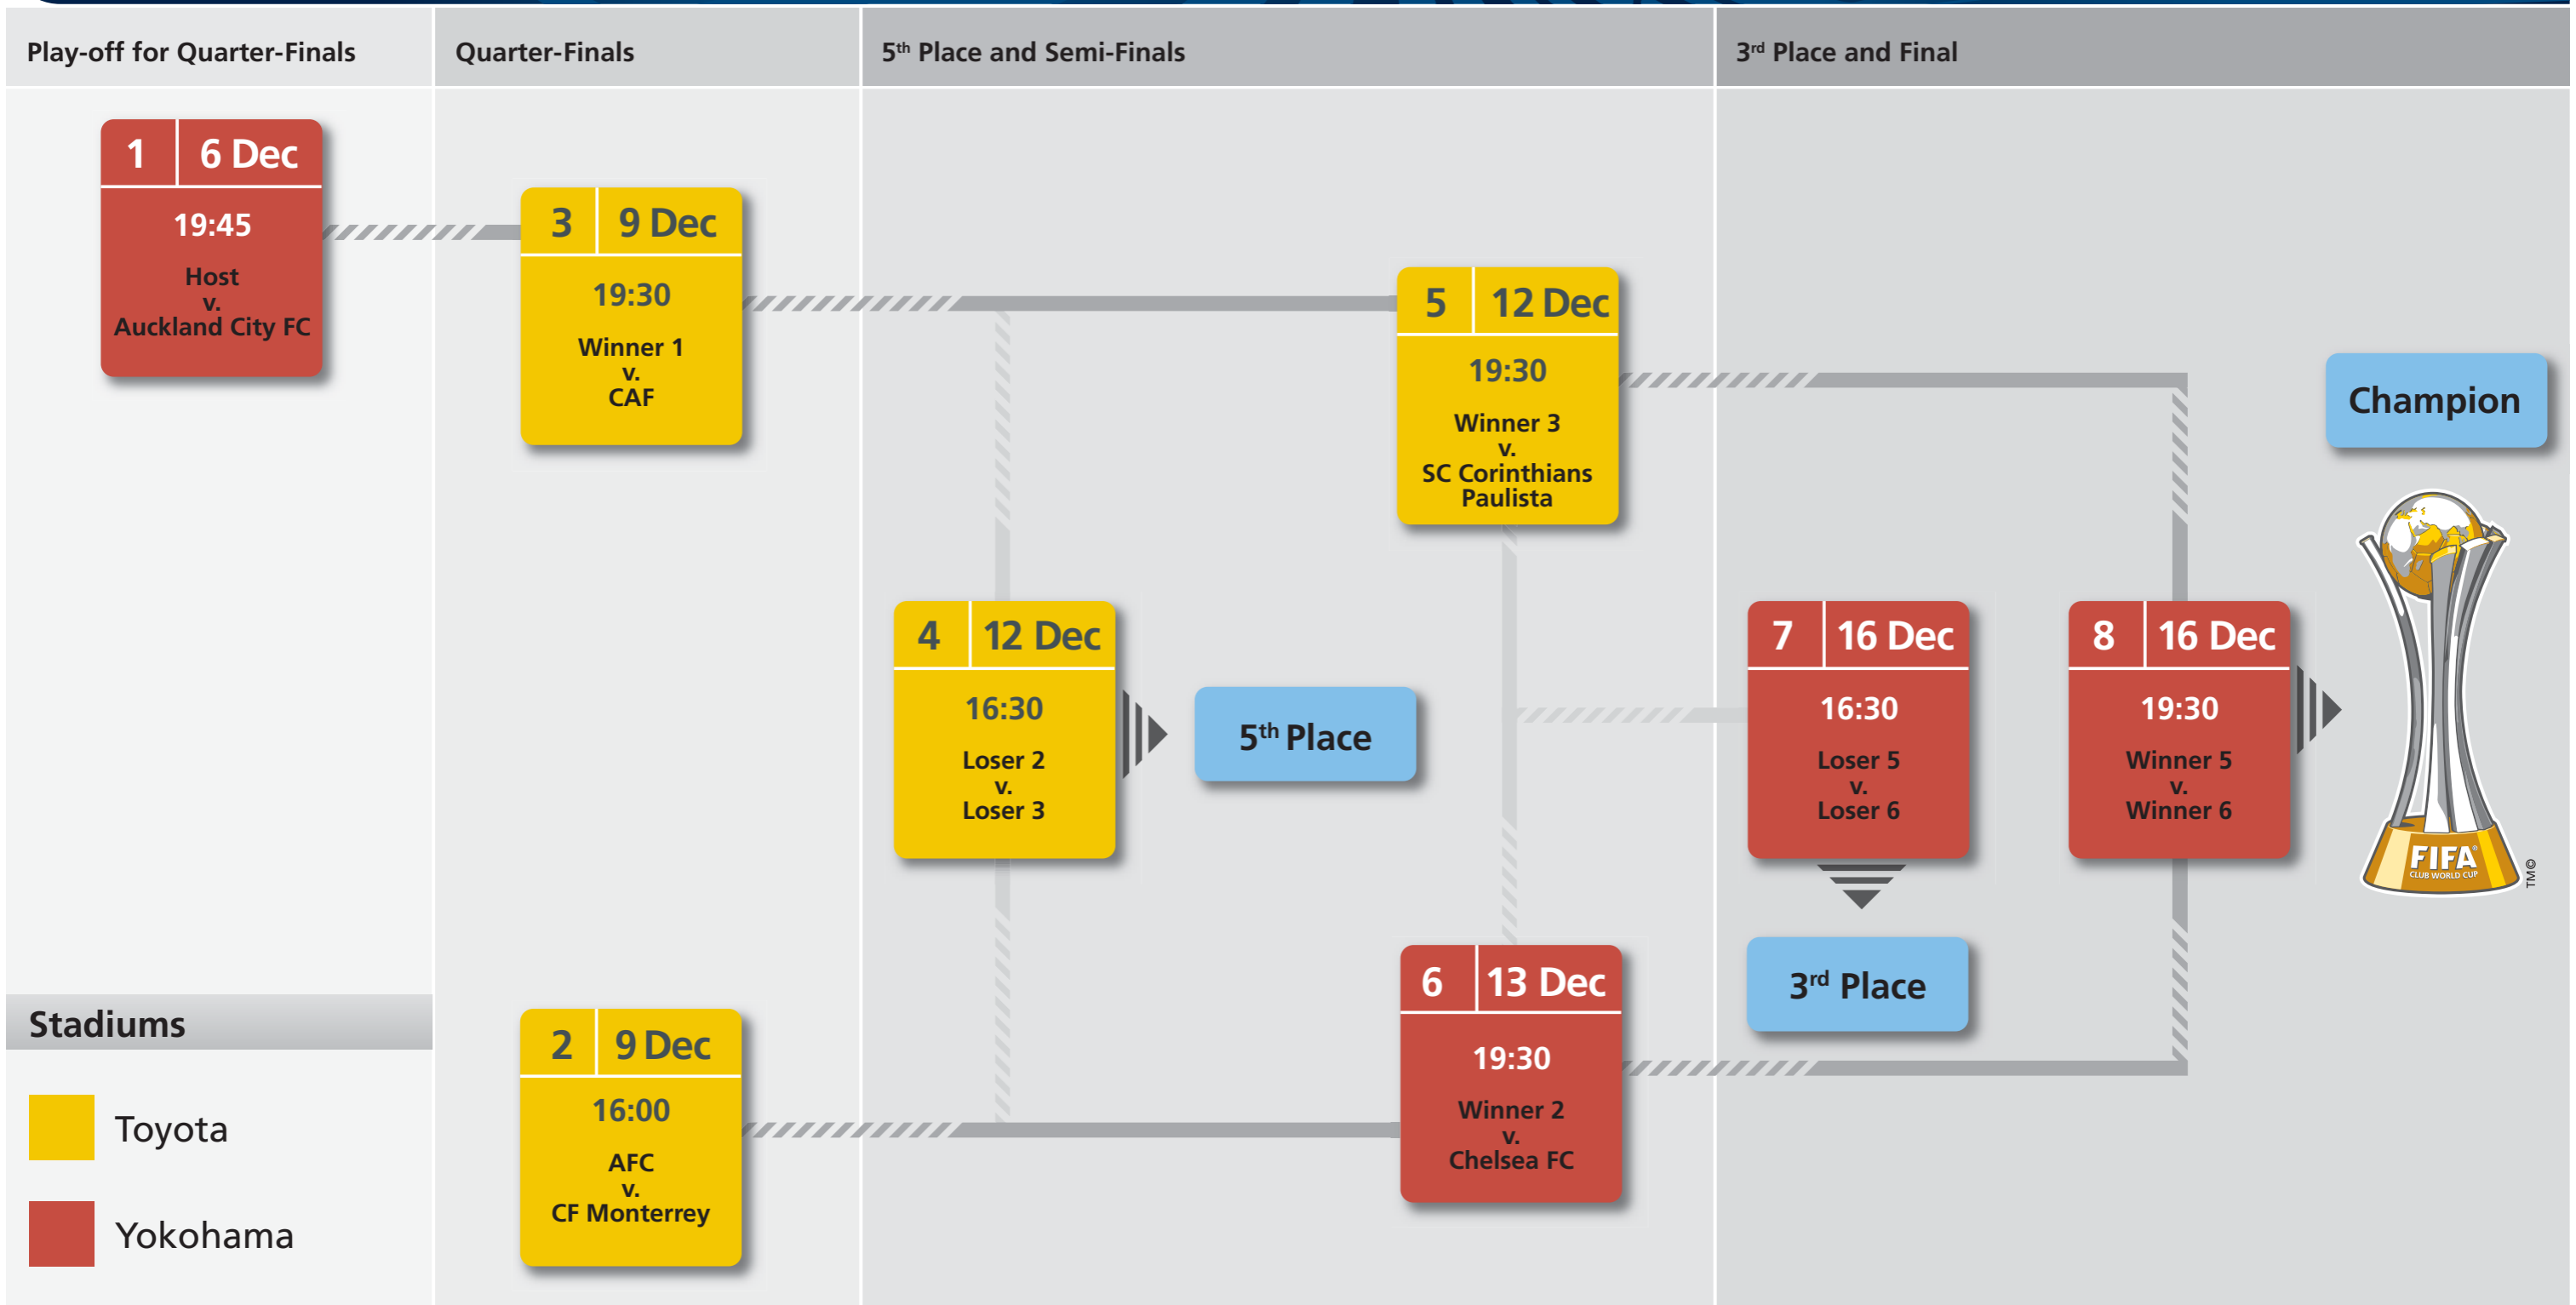 Play-off for Quarter-Finals
Quarter-Finals
5th Place and Semi-Finals
3rd Place and Final
1 6 Dec
19:45
Host
v.
Auckland City FC
3 9 Dec
19:30
Winner 1
v.
CAF
5 12 Dec
19:30
Winner 3
v.
SC Corinthians
Paulista
Champion
4 12 Dec
16:30
Loser 2
v.
Loser 3
5th Place
7 16 Dec
16:30
Loser 5
v.
Loser 6
8 16 Dec
19:30
Winner 5
v.
Winner 6
FIFA®
CLUB WORLD CUP
TM©
3rd Place
6 13 Dec
19:30
Winner 2
v.
Chelsea FC
2 9 Dec
16:00
AFC
v.
CF Monterrey
Stadiums
Toyota
Yokohama